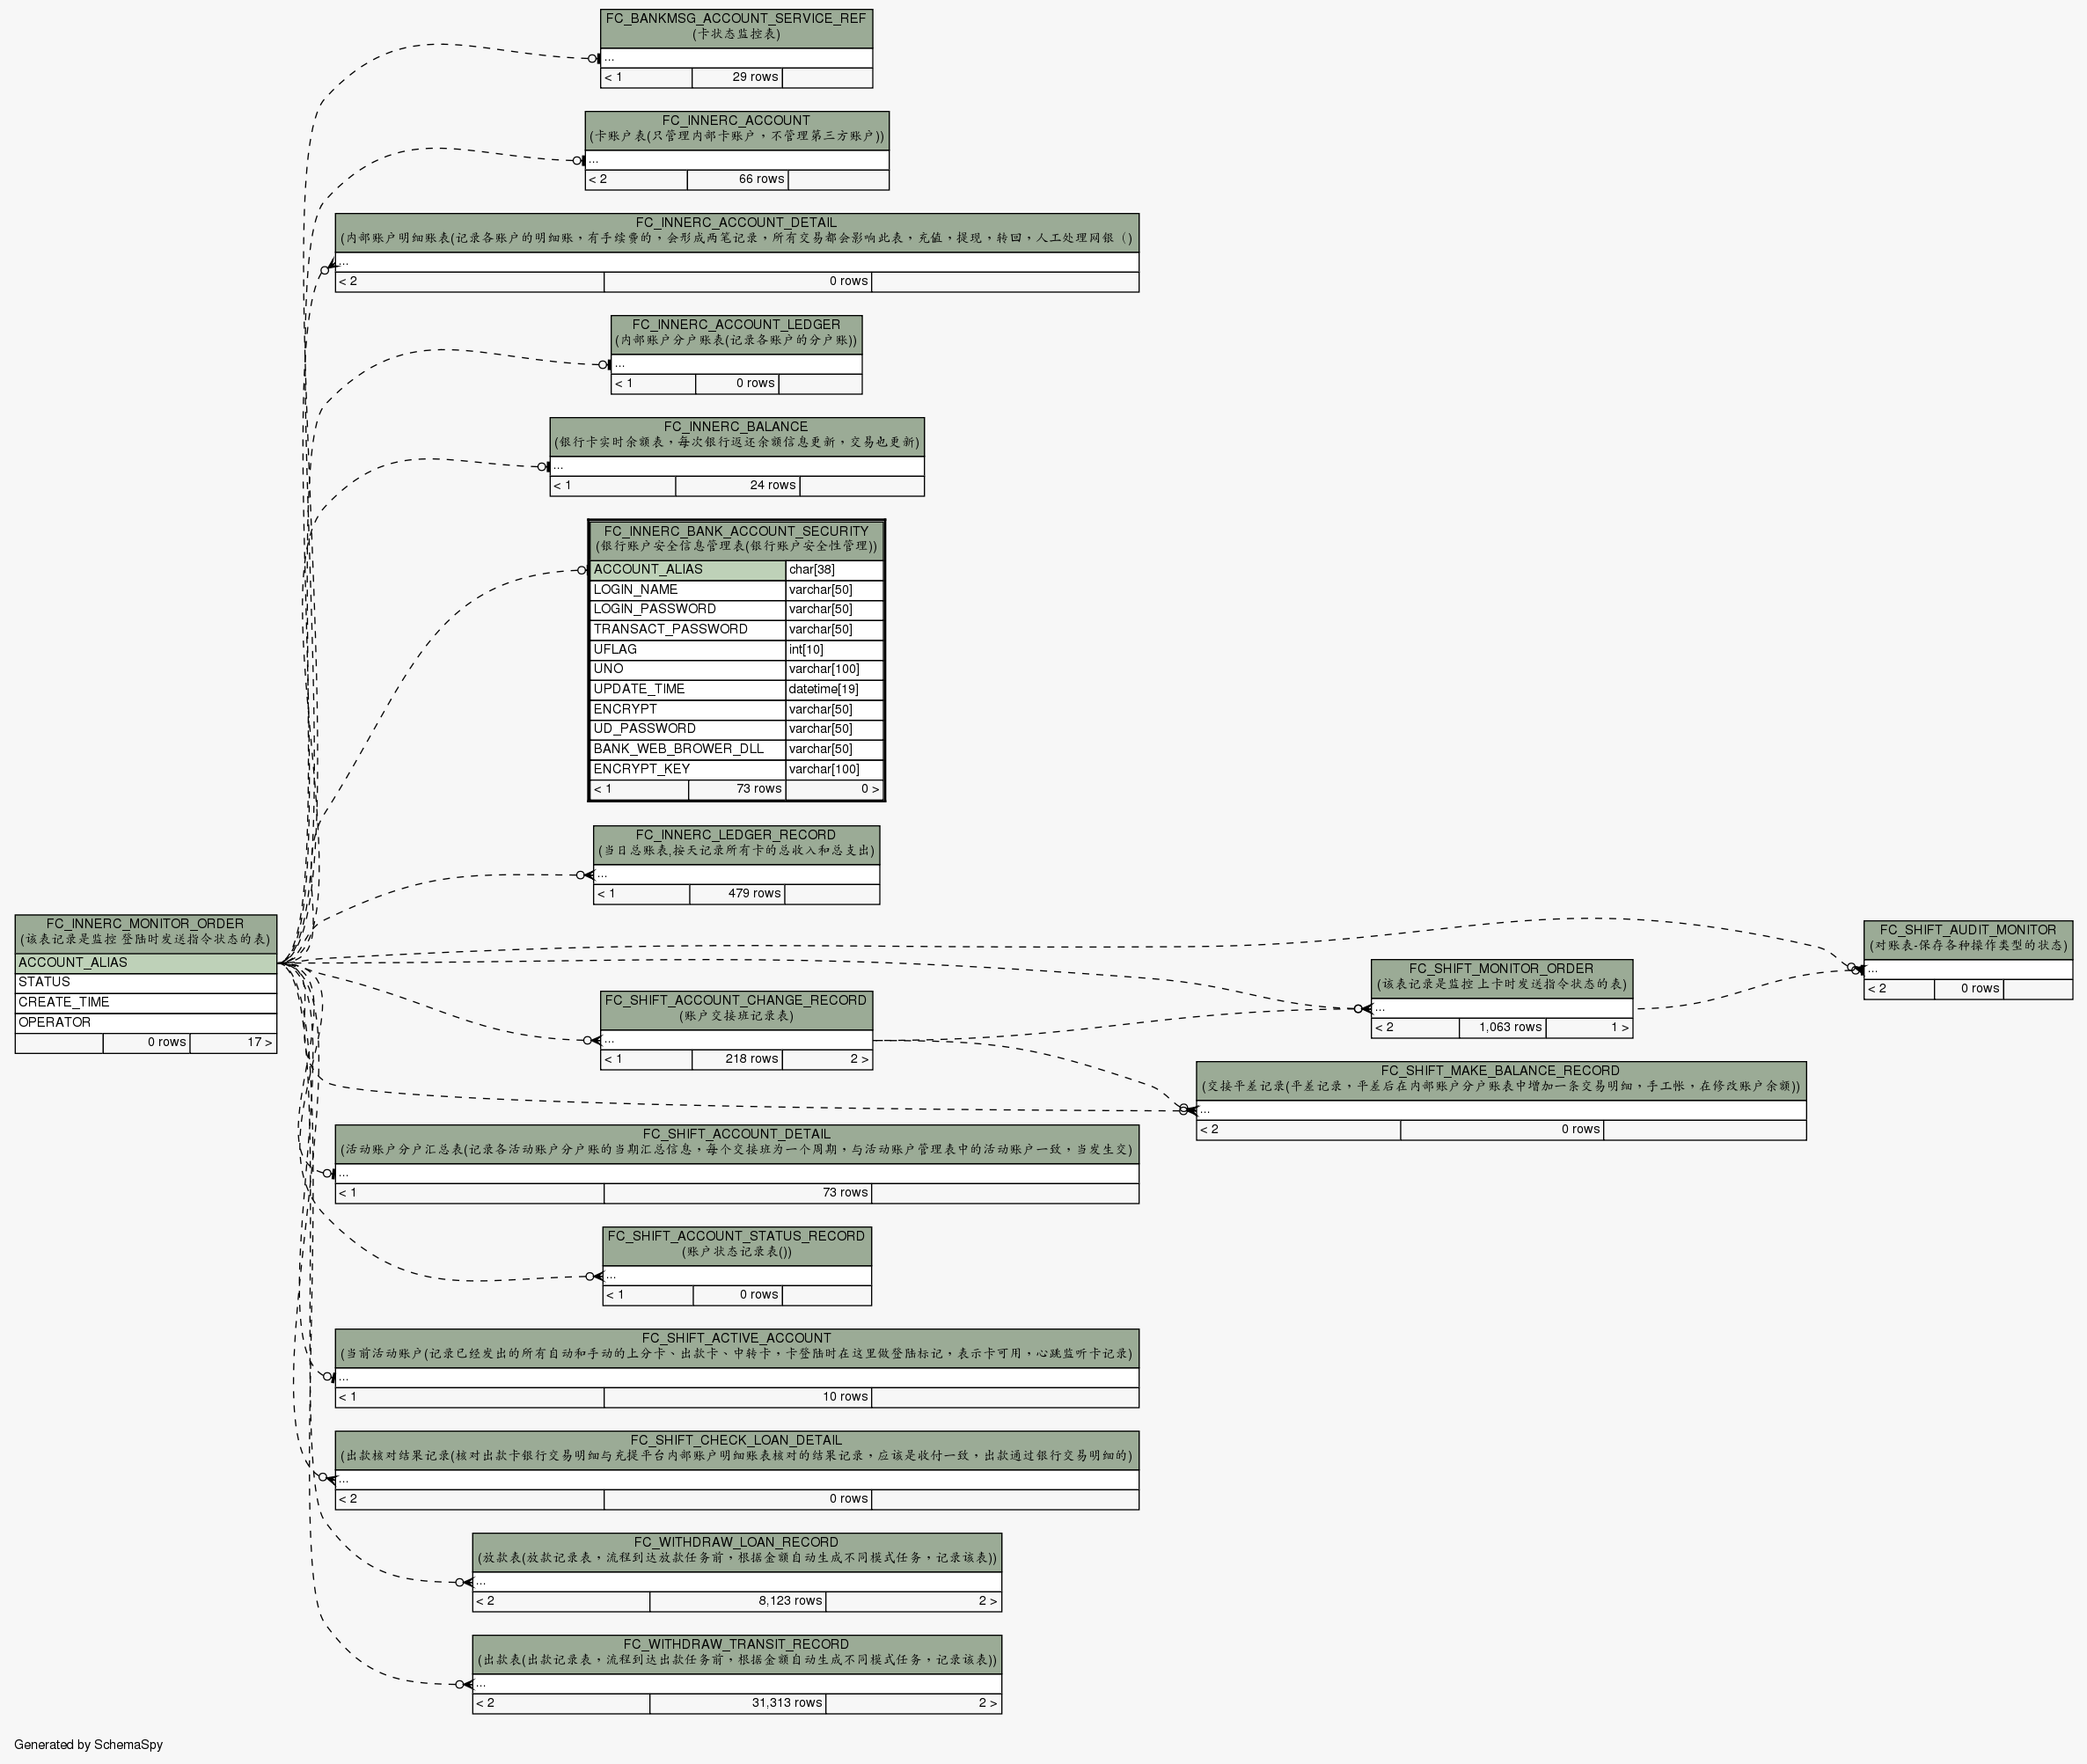 FC_BANKMSG_ACCOUNT_SERVICE_REF
(卡状态监控表)
...
< 1 29 rows
FC_INNERC_ACCOUNT
(卡账户表(只管理内部卡账户，不管理第三方账户))
...
< 2 66 rows
FC_INNERC_ACCOUNT_DETAIL
(内部账户明细账表(记录各账户的明细账，有手续费的，会形成两笔记录，所有交易都会影响此表，充值，提现，转回，人工处理网银（)
...
< 2 0 rows
FC_INNERC_ACCOUNT_LEDGER
(内部账户分户账表(记录各账户的分户账))
...
< 1 0 rows
FC_INNERC_BALANCE
(银行卡实时余额表，每次银行返还余额信息更新，交易也更新)
...
< 1 24 rows
FC_INNERC_BANK_ACCOUNT_SECURITY
(银行账户安全信息管理表(银行账户安全性管理))
ACCOUNT_ALIAS char[38]
LOGIN_NAME varchar[50]
LOGIN_PASSWORD varchar[50]
TRANSACT_PASSWORD varchar[50]
UFLAG int[10]
UNO varchar[100]
UPDATE_TIME datetime[19]
ENCRYPT varchar[50]
UD_PASSWORD varchar[50]
BANK_WEB_BROWER_DLL varchar[50]
ENCRYPT_KEY varchar[100]
< 1 73 rows 0 >
FC_INNERC_LEDGER_RECORD
(当日总账表,按天记录所有卡的总收入和总支出)
...
< 1 479 rows
FC_INNERC_MONITOR_ORDER
(该表记录是监控 登陆时发送指令状态的表)
ACCOUNT_ALIAS
STATUS
CREATE_TIME
OPERATOR
0 rows 17 >
FC_SHIFT_AUDIT_MONITOR
(对账表-保存各种操作类型的状态)
...
< 2 0 rows
FC_SHIFT_MONITOR_ORDER
(该表记录是监控 上卡时发送指令状态的表)
...
< 2 1,063 rows 1 >
FC_SHIFT_ACCOUNT_CHANGE_RECORD
(账户交接班记录表)
...
< 1 218 rows 2 >
FC_SHIFT_MAKE_BALANCE_RECORD
(交接平差记录(平差记录，平差后在内部账户分户账表中增加一条交易明细，手工帐，在修改账户余额))
...
< 2 0 rows
FC_SHIFT_ACCOUNT_DETAIL
(活动账户分户汇总表(记录各活动账户分户账的当期汇总信息，每个交接班为一个周期，与活动账户管理表中的活动账户一致，当发生交)
...
< 1 73 rows
FC_SHIFT_ACCOUNT_STATUS_RECORD
(账户状态记录表())
...
< 1 0 rows
FC_SHIFT_ACTIVE_ACCOUNT
(当前活动账户(记录已经发出的所有自动和手动的上分卡、出款卡、中转卡，卡登陆时在这里做登陆标记，表示卡可用，心跳监听卡记录)
...
< 1 10 rows
FC_SHIFT_CHECK_LOAN_DETAIL
(出款核对结果记录(核对出款卡银行交易明细与充提平台内部账户明细账表核对的结果记录，应该是收付一致，出款通过银行交易明细的)
...
< 2 0 rows
FC_WITHDRAW_LOAN_RECORD
(放款表(放款记录表，流程到达放款任务前，根据金额自动生成不同模式任务，记录该表))
...
< 2 8,123 rows 2 >
FC_WITHDRAW_TRANSIT_RECORD
(出款表(出款记录表，流程到达出款任务前，根据金额自动生成不同模式任务，记录该表))
...
< 2 31,313 rows 2 >
Generated by SchemaSpy